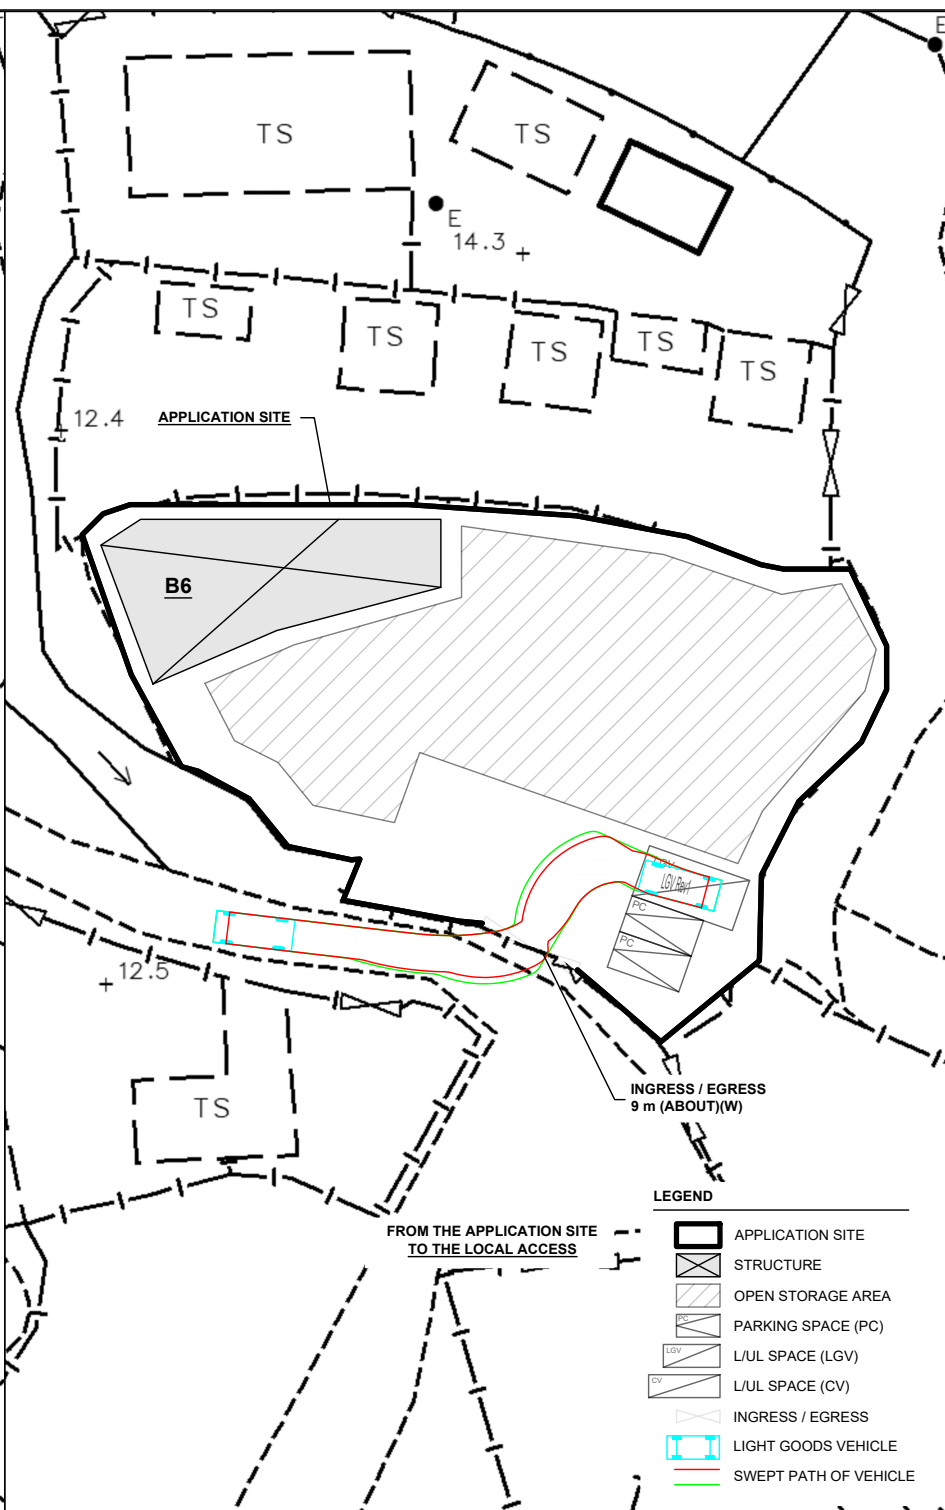 E
TS
TS
E
14.3
TS
TS
TS
TS
TS
12.4
APPLICATION SITE
B6
LGV
LGV Rev1
PC
PC
12.5
TS
INGRESS / EGRESS
9 m (ABOUT)(W)
FROM THE APPLICATION SITE
TO THE LOCAL ACCESS
LEGEND
APPLICATION SITE
STRUCTURE
OPEN STORAGE AREA
PC
PARKING SPACE (PC)
LGV
L/UL SPACE (LGV)
CV
L/UL SPACE (CV)
INGRESS / EGRESS
LIGHT GOODS VEHICLE
SWEPT PATH OF VEHICLE